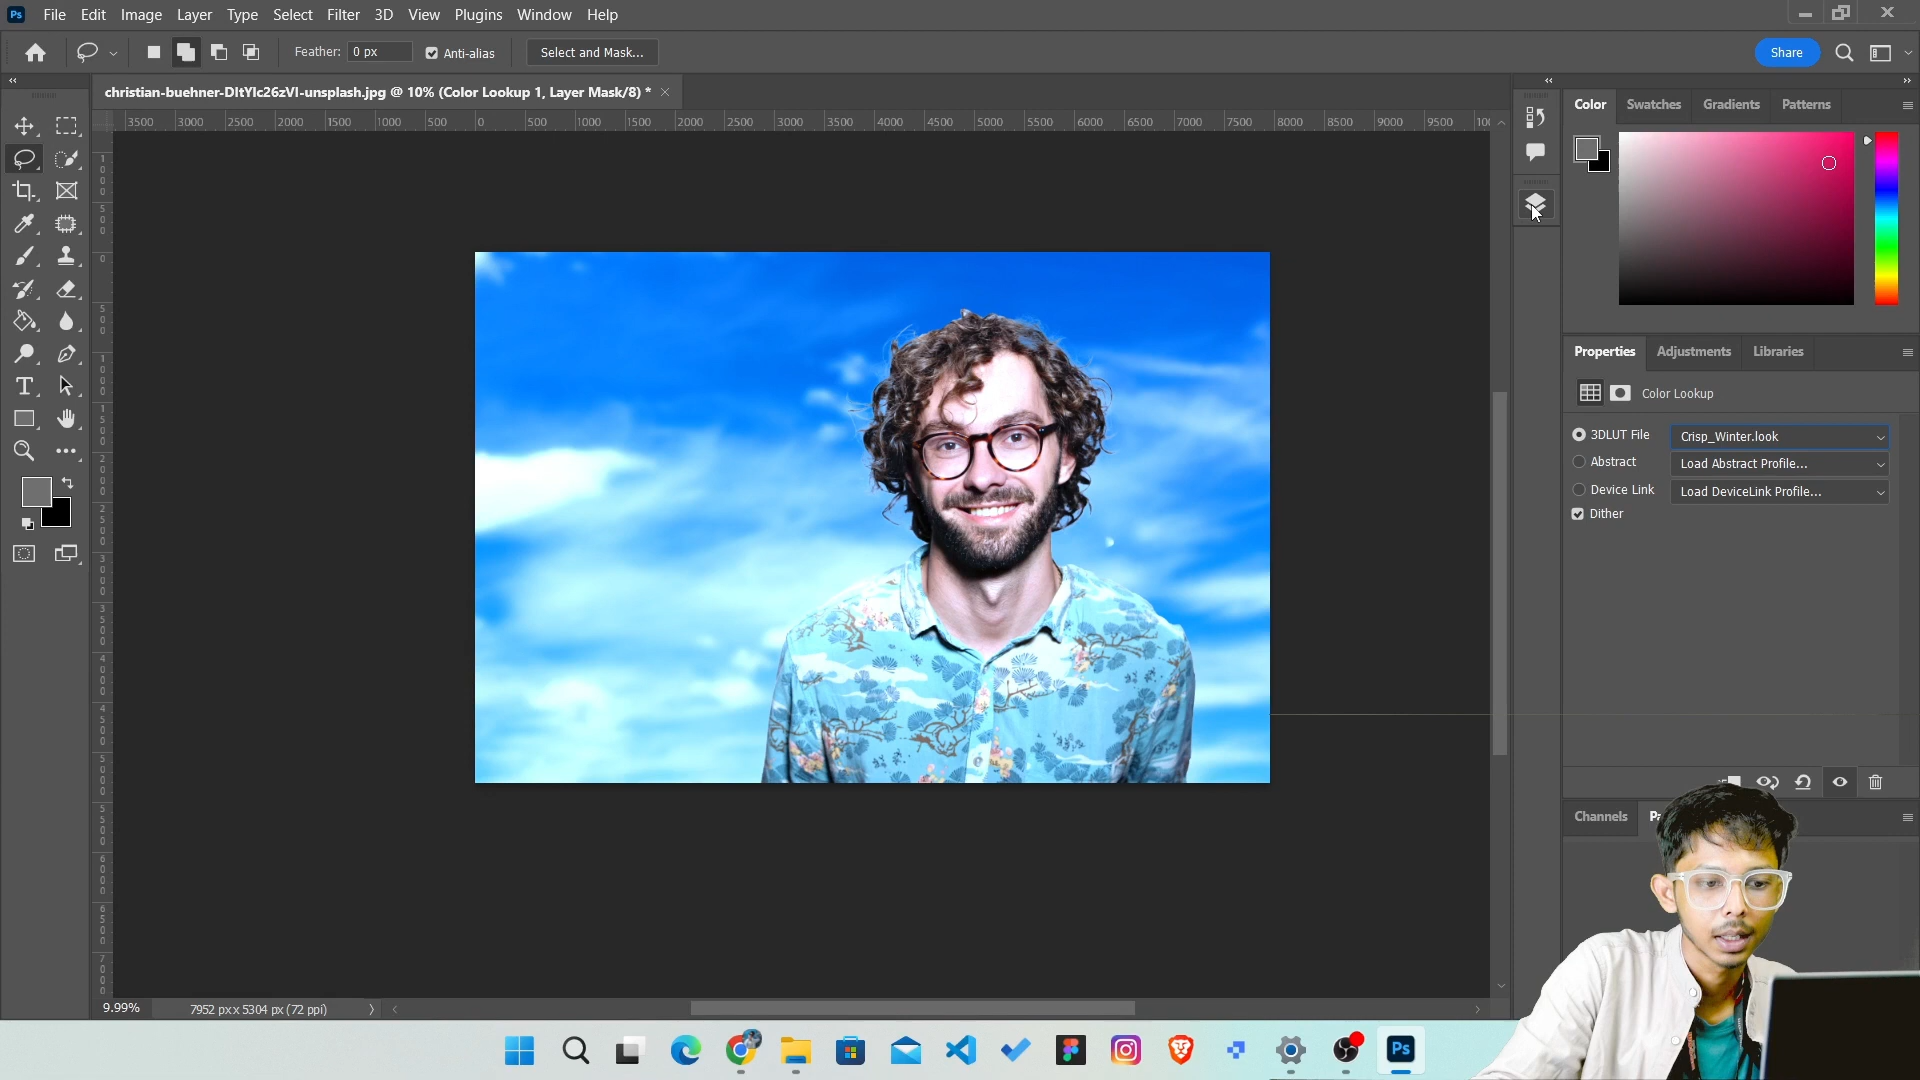 Ps File Edit Image Layer Type Select Filter 3D View Plugins Window Help
Feather: 0 px Anti-alias Select and Mask... Share
christian-buehner-DItYlc26zVI-unsplash.jpg @ 10% (Color Lookup 1, Layer Mask/8) *
3500 3000 2500 2000 1500 1000 500 0 500 1000 1500 2000 2500 3000 3500 4000 4500 5000 5500 6000 6500 7000 7500 8000 8500 9000 9500
Color Swatches Gradients Patterns
Properties Adjustments Libraries
Color Lookup
3DLUT File Crisp_Winter.look
Abstract Load Abstract Profile...
Device Link Load DeviceLink Profile...
Dither
Channels
9.99% 7952 px x 5304 px (72 ppi)
Ps